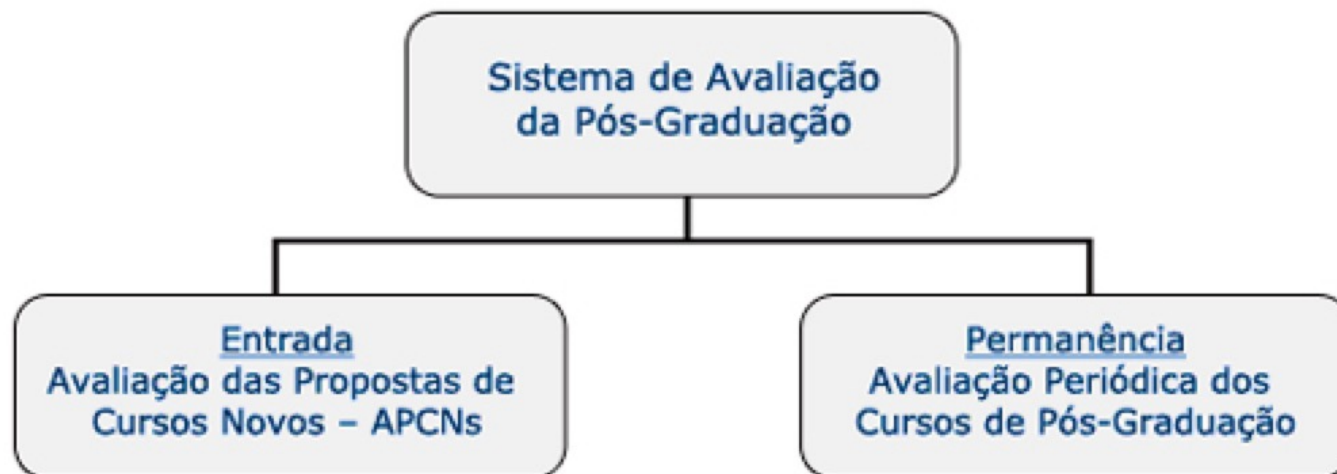 Sistema de Avaliação
da Pós-Graduação
Entrada
Avaliação das Propostas de
Cursos Novos – APCNs
Permanência
Avaliação Periódica dos
Cursos de Pós-Graduação